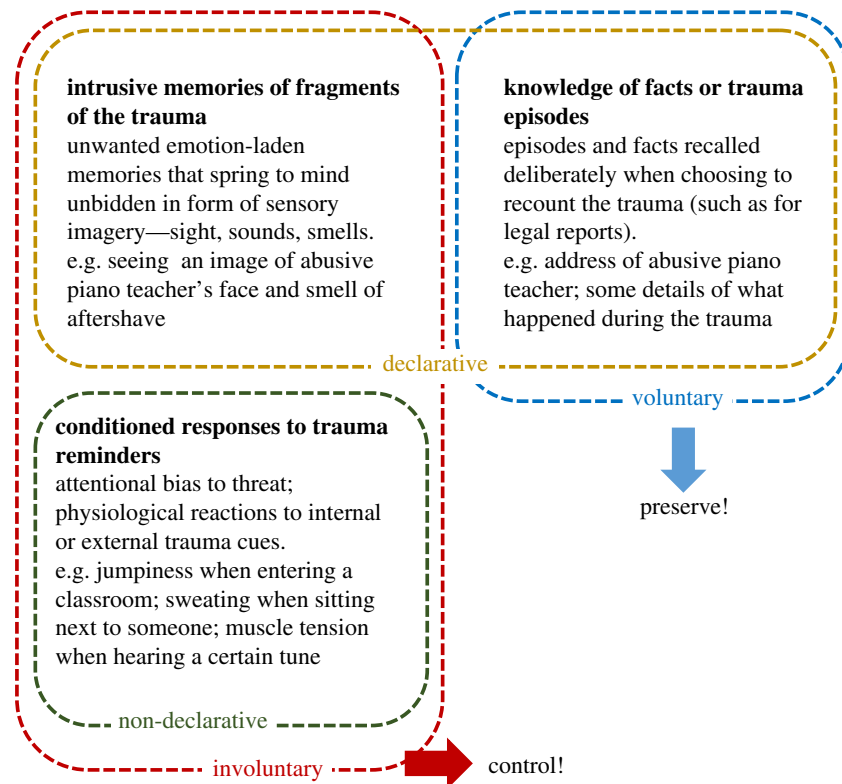 intrusive memories of fragments
of the trauma
unwanted emotion-laden
memories that spring to mind
unbidden in form of sensory
imagery—sight, sounds, smells.
e.g. seeing an image of abusive
piano teacher’s face and smell of
aftershave
knowledge of facts or trauma
episodes
episodes and facts recalled
deliberately when choosing to
recount the trauma (such as for
legal reports).
e.g. address of abusive piano
teacher; some details of what
happened during the trauma
declarative
voluntary
preserve!
conditioned responses to trauma
reminders
attentional bias to threat;
physiological reactions to internal
or external trauma cues.
e.g. jumpiness when entering a
classroom; sweating when sitting
next to someone; muscle tension
when hearing a certain tune
non-declarative
involuntary
control!